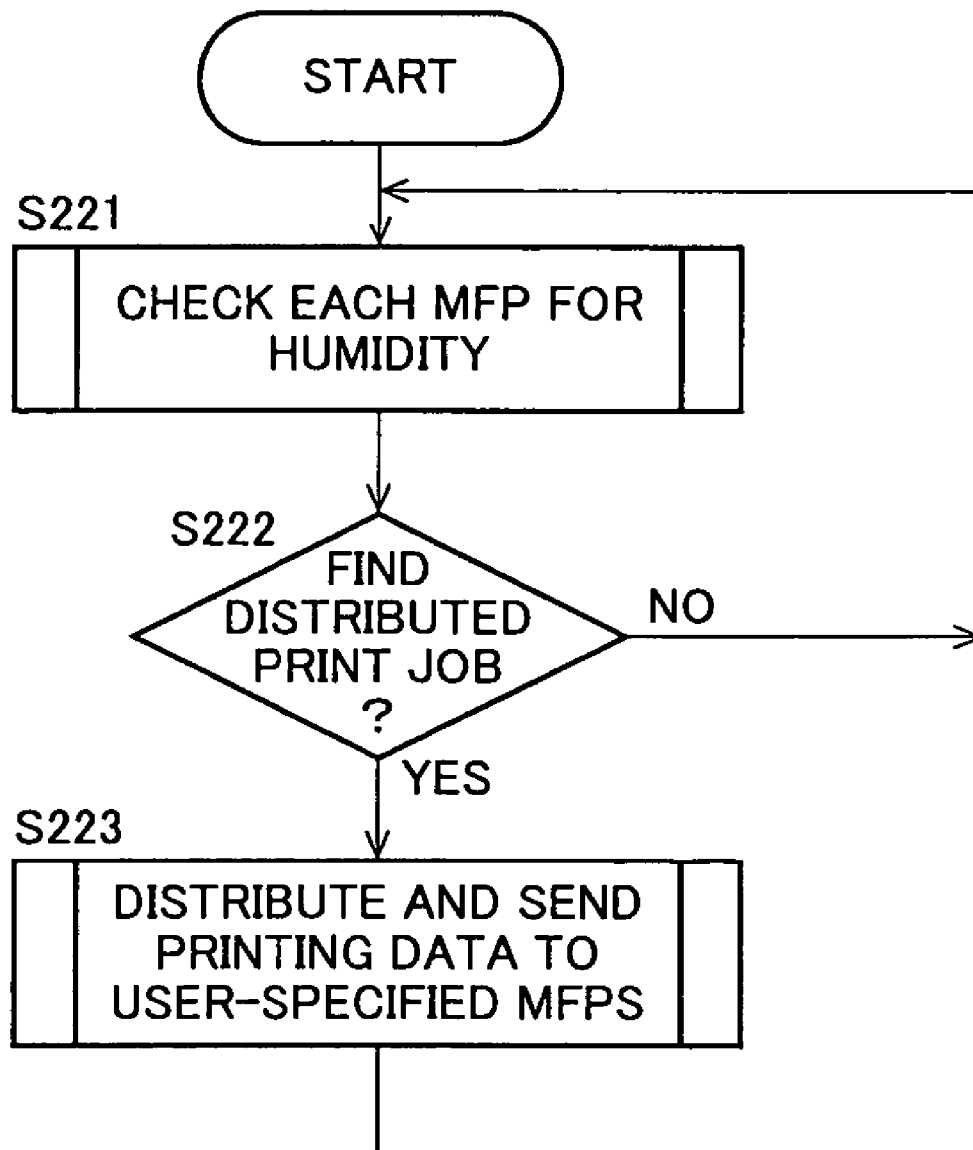 START
S221
CHECK EACH MFP FOR
HUMIDITY
S222
FIND
DISTRIBUTED
PRINT JOB
?
NO
YES
S223
DISTRIBUTE AND SEND
PRINTING DATA TO
USER-SPECIFIED MFPS